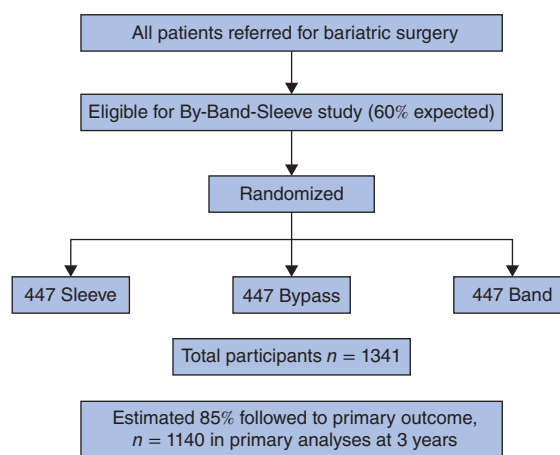 All patients referred for bariatric surgery
Eligible for By-Band-Sleeve study (60% expected)
Randomized
447 Sleeve
447 Bypass
447 Band
Total participants n = 1341
Estimated 85% followed to primary outcome,
n = 1140 in primary analyses at 3 years